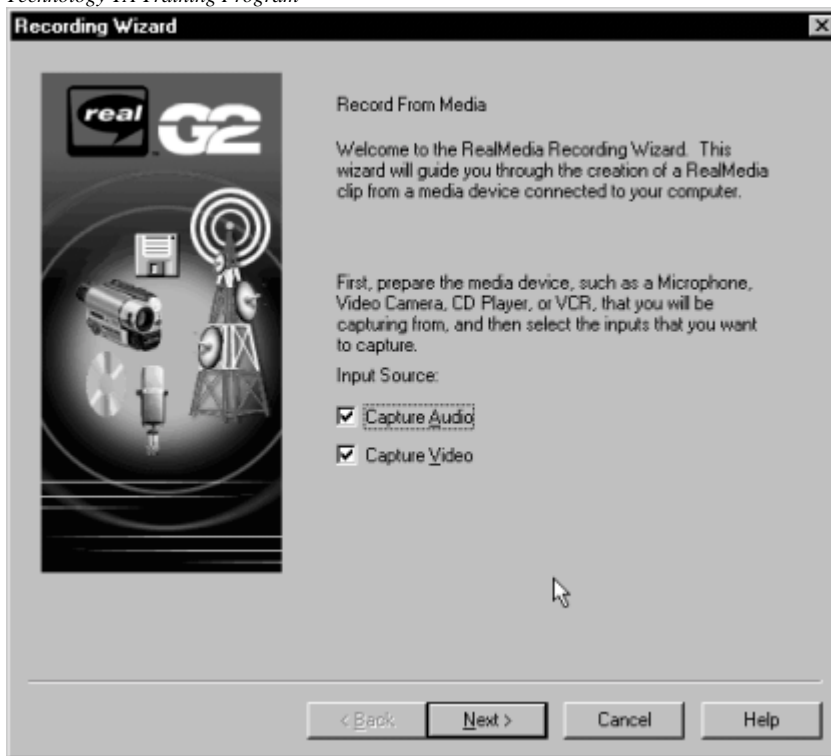 Technology TA Training Program
Recording Wizard
real G2
Record From Media
Welcome to the RealMedia Recording Wizard. This
wizard will guide you through the creation of a RealMedia
clip from a media device connected to your computer.
First, prepare the media device, such as a Microphone,
Video Camera, CD Player, or VCR, that you will be
capturing from, and then select the inputs that you want
to capture.
Input Source:
Capture Audio
Capture Video
< Back Next > Cancel Help